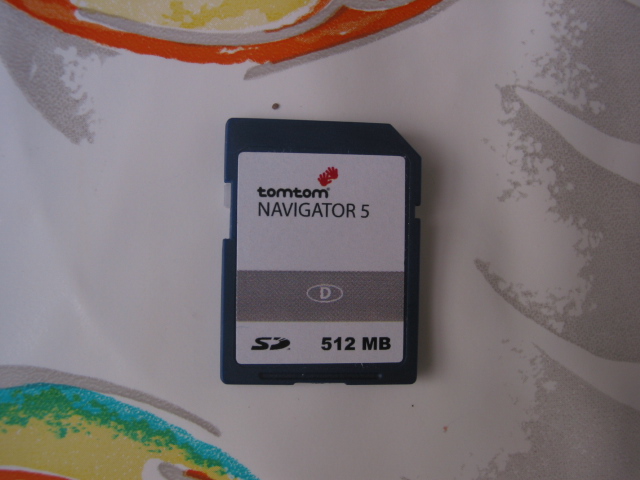 tomtom
NAVIGATOR 5
D
SD
512 MB